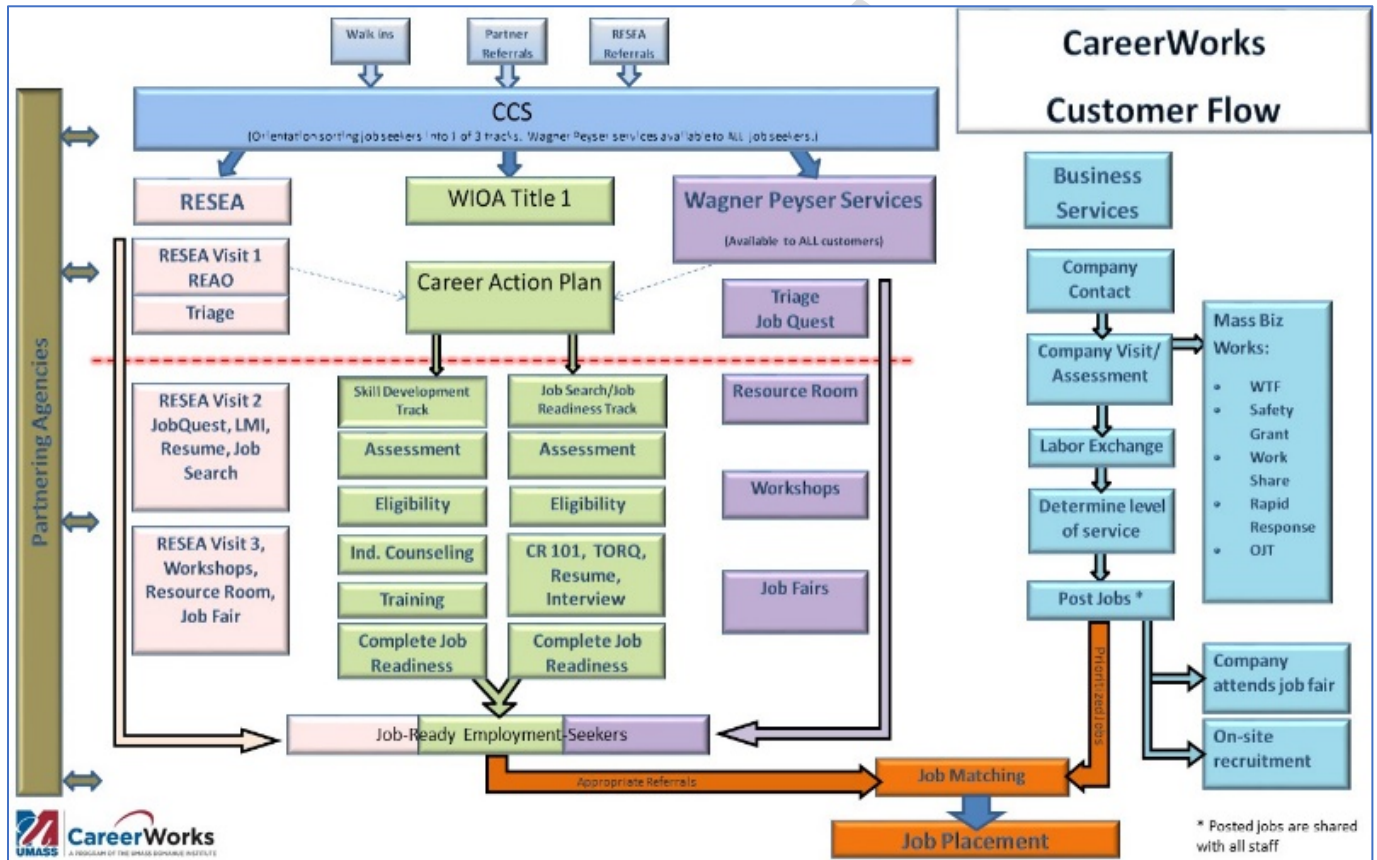 Walk ins
Partner
Referrals
RESEA
Referrals
CareerWorks
Customer Flow
CCS
(Orientation sorting job seekers into 1 of 3 tracks. Wagner Peyser services available to ALL job seekers.)
Partnering Agencies
RESEA
WIOA Title 1
Wagner Peyser Services
(Available to ALL customers)
RESEA Visit 1
REAO
Triage
Career Action Plan
Triage
Job Quest
RESEA Visit 2
JobQuest, LMI,
Resume, Job
Search
RESEA Visit 3,
Workshops,
Resource Room,
Job Fair
Skill Development
Track
Assessment
Eligibility
Ind. Counseling
Training
Complete Job
Readiness
Job Search/Job
Readiness Track
Assessment
Eligibility
CR 101, TORQ,
Resume,
Interview
Complete Job
Readiness
Resource Room
Workshops
Job Fairs
Job-Ready Employment-Seekers
Appropriate Referrals
Business
Services
Company
Contact
Company Visit/
Assessment
Labor Exchange
Determine level
of service
Post Jobs *
Mass Biz
Works:
• WTF
• Safety
Grant
• Work
Share
• Rapid
Response
• OJT
Prioritized Jobs
Company
attends job fair
On-site
recruitment
Job Matching
Job Placement
* Posted jobs are shared
with all staff
UMASS
CareerWorks
A PROGRAM OF THE UMASS DONAHUE INSTITUTE